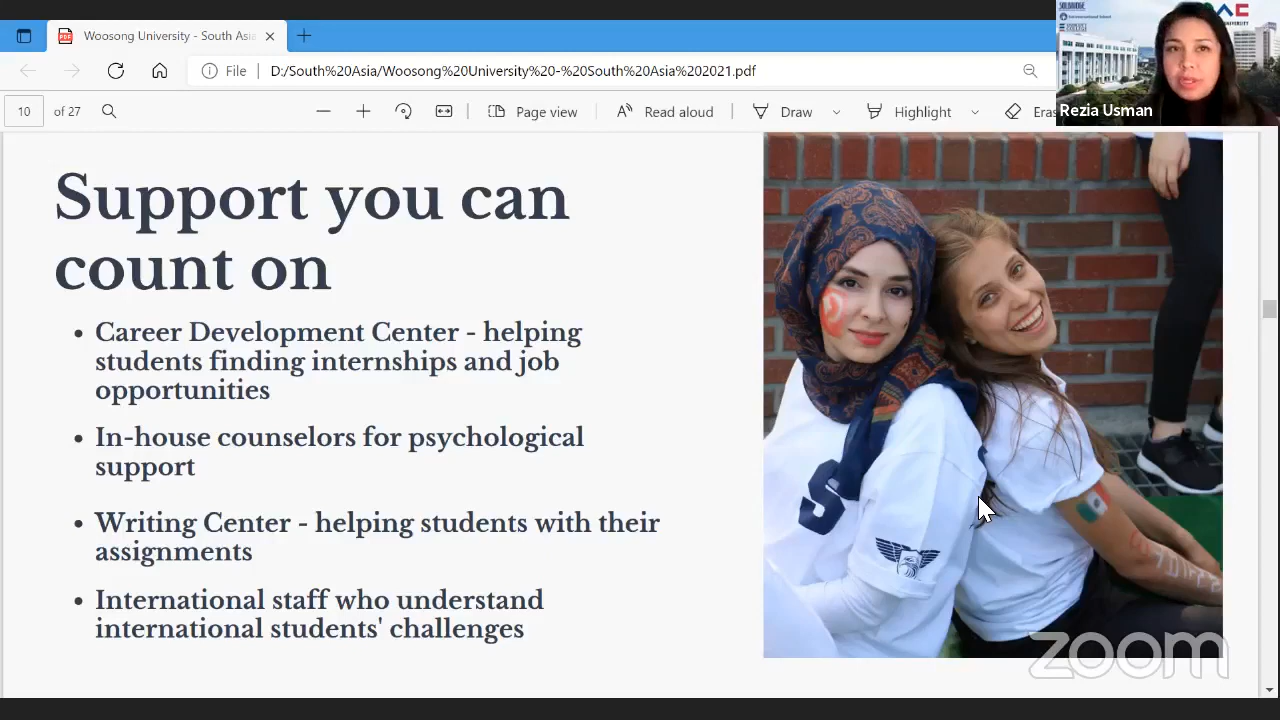 Woosong University - South Asia
File
D:/South%20Asia/Woosong%20University%20-%20South%20Asia%202021.pdf
10
of 27
Page view
Read aloud
Draw
Highlight
Rezia Usman
Support you can
count on
• Career Development Center - helping
students finding internships and job
opportunities
• In-house counselors for psychological
support
• Writing Center - helping students with their
assignments
• International staff who understand
international students' challenges
S
zoom